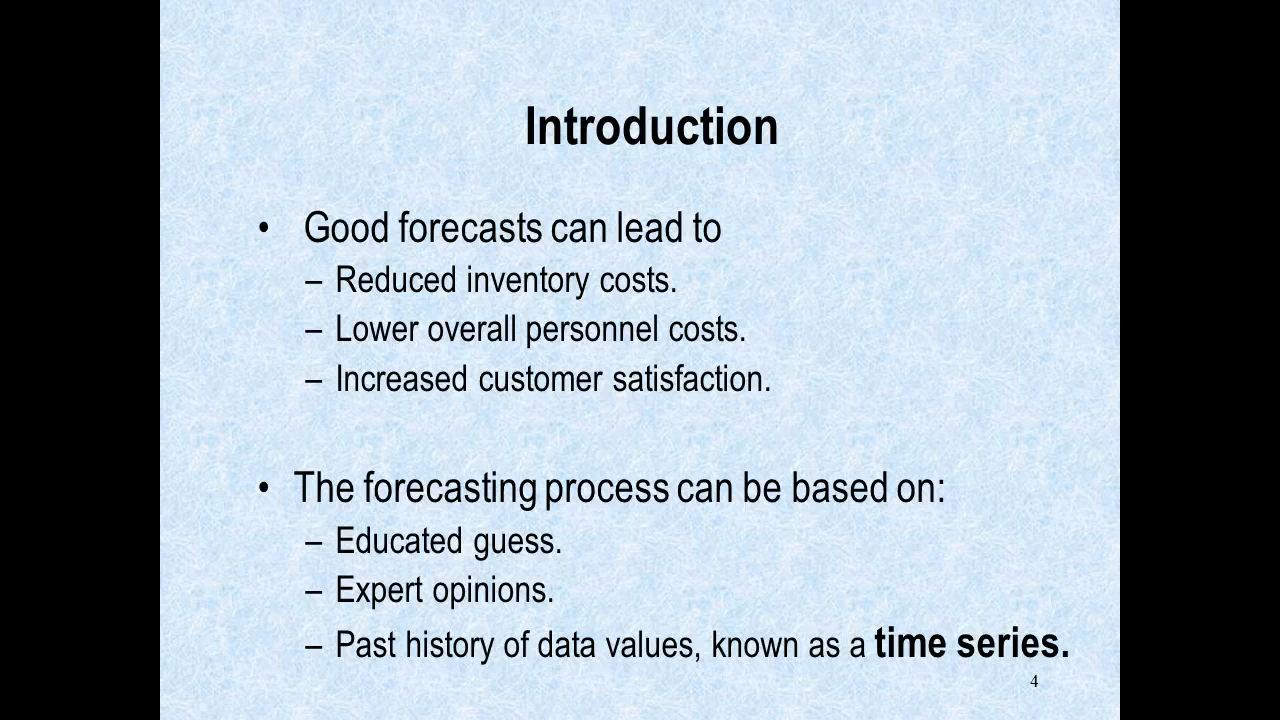 Introduction
• Good forecasts can lead to
– Reduced inventory costs.
– Lower overall personnel costs.
– Increased customer satisfaction.
• The forecasting process can be based on:
– Educated guess.
– Expert opinions.
– Past history of data values, known as a time series.
4